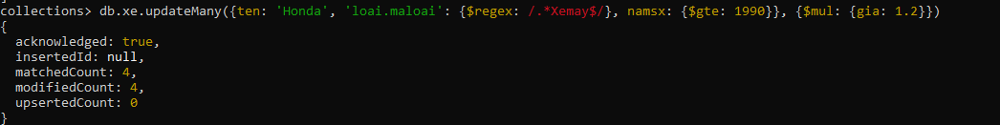 collections> db.xe.updateMany({ten: 'Honda', 'loai.maloai': {$regex: /.*Xemay$/}, namsx: {$gte: 1990}}, {$mul: {gia: 1.2}})
{
  acknowledged: true,
  insertedId: null,
  matchedCount: 4,
  modifiedCount: 4,
  upsertedCount: 0
}